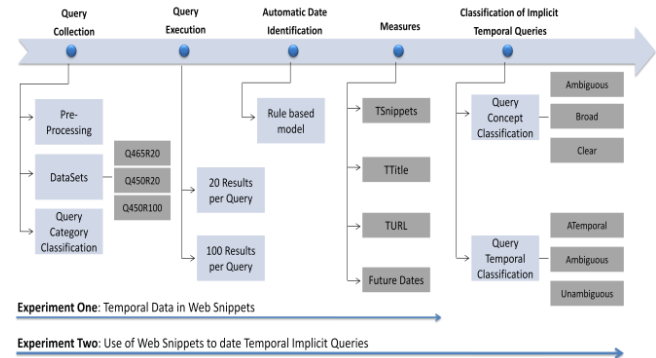 Query
Collection
Query
Execution
Automatic Date
Identification
Measures
Classification of Implicit
Temporal Queries
Pre-
Processing
DataSets
Q465R20
Q450R20
Q450R100
Query
Category
Classification
20 Results
per Query
100 Results
per Query
Rule based
model
TSnippets
TTitle
TURL
Future Dates
Query
Concept
Classification
Ambiguous
Broad
Clear
Query
Temporal
Classification
ATemporal
Ambiguous
Unambiguous
Experiment One: Temporal Data in Web Snippets
Experiment Two: Use of Web Snippets to date Temporal Implicit Queries